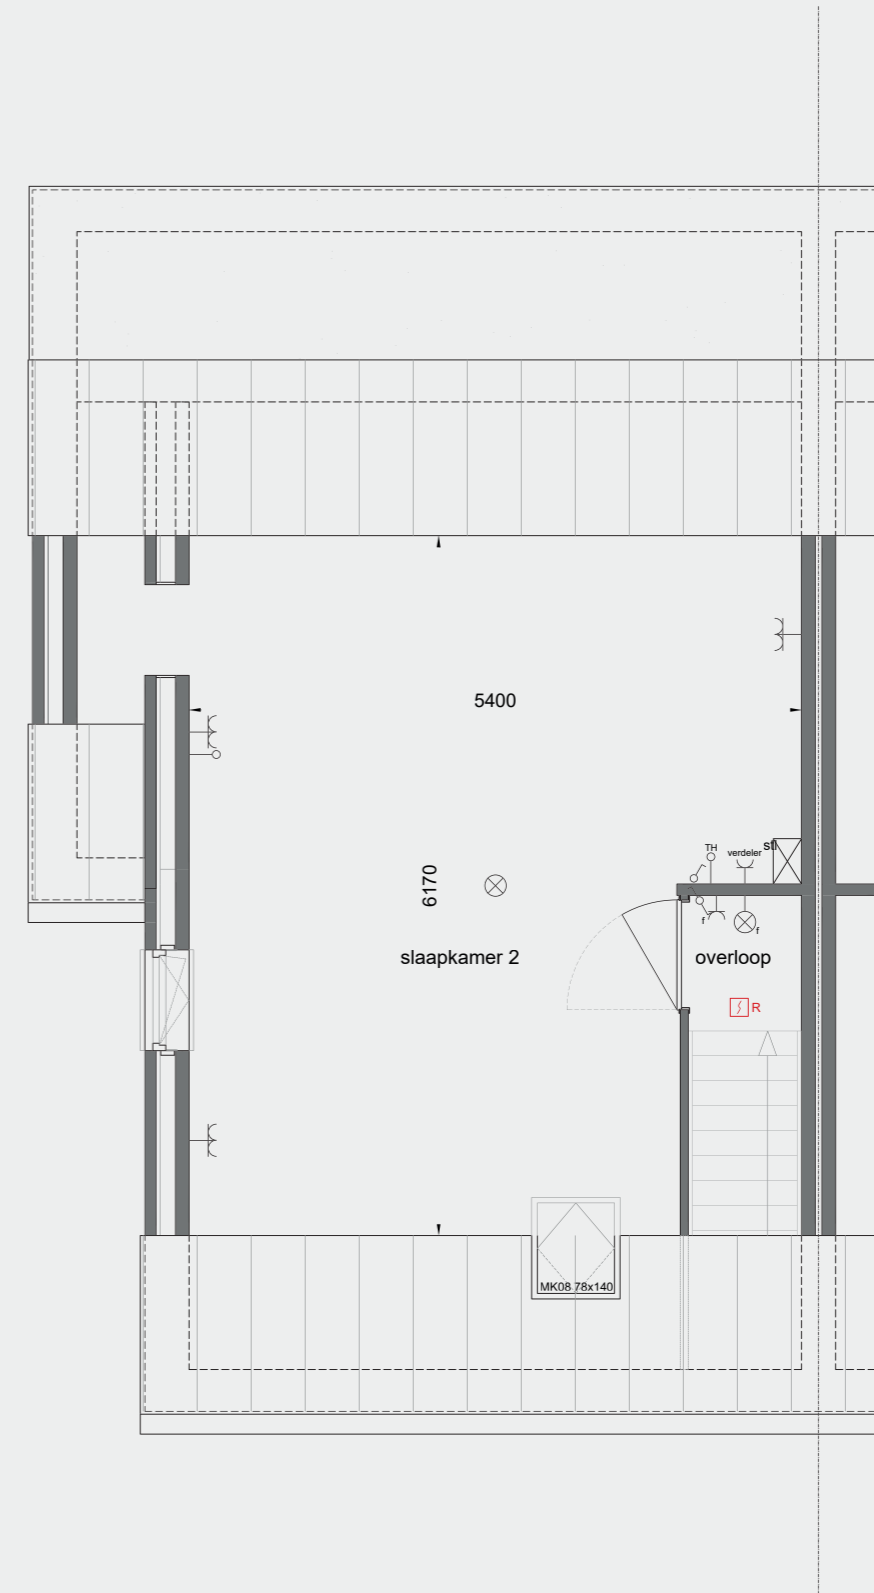 5400
stl
TH
verdeler
6170
f
f
slaapkamer 2
overloop
R
MK08 78x140